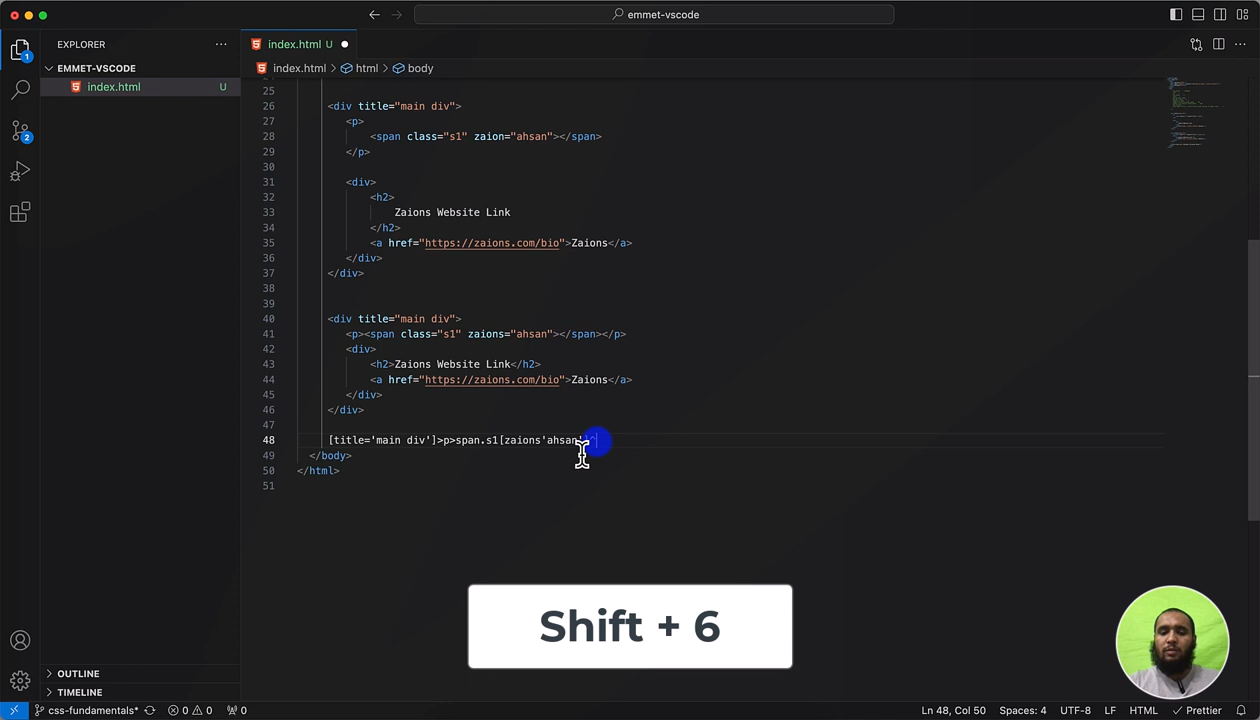 emmet-vscode
EXPLORER
index.html U
EMMET-VSCODE
index.html U
index.html > html > body
1
2
25
26 <div title="main div">
27 <p>
28 <span class="s1" zaion="ahsan"></span>
29 </p>
30
31 <div>
32 <h2>
33 Zaions Website Link
34 </h2>
35 <a href="https://zaions.com/bio">Zaions</a>
36 </div>
37 </div>
38
39
40 <div title="main div">
41 <p><span class="s1" zaions="ahsan"></span></p>
42 <div>
43 <h2>Zaions Website Link</h2>
44 <a href="https://zaions.com/bio">Zaions</a>
45 </div>
46 </div>
47
48 [title='main div']>p>span.s1[zaions'ahsan']^
49 </body>
50 </html>
51
Shift + 6
OUTLINE
TIMELINE
css-fundamentals* 0 0 0 Ln 48, Col 50 Spaces: 4 UTF-8 LF HTML Prettier